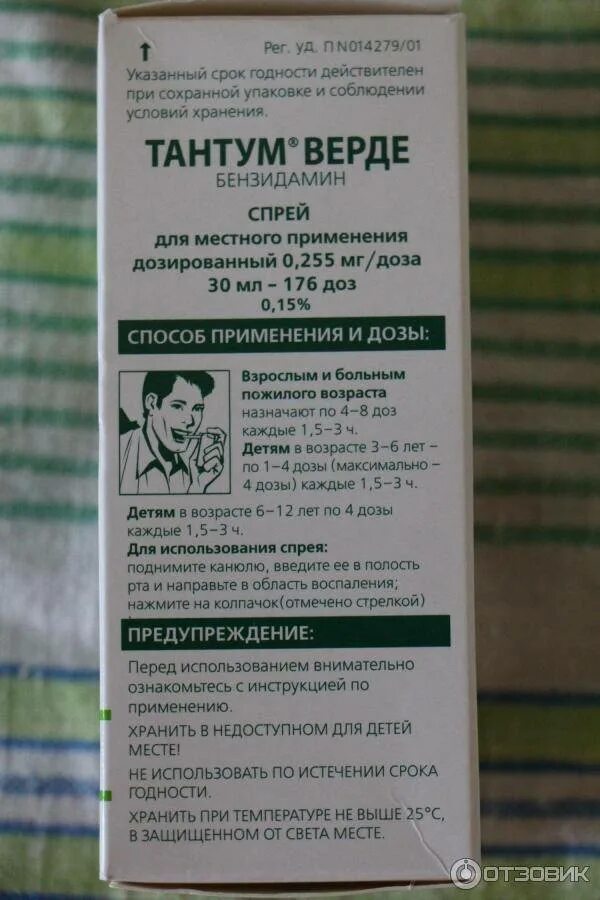 Рег. уд. П N014279/01
Указанный срок годности действителен
при сохранной упаковке и соблюдении
условий хранения.
ТАНТУМ® ВЕРДЕ
БЕНЗИДАМИН
СПРЕЙ
для местного применения
дозированный 0,255 мг/доза
30 мл – 176 доз
0,15%
СПОСОБ ПРИМЕНЕНИЯ И ДОЗЫ:
Взрослым и больным
пожилого возраста
назначают по 4–8 доз
каждые 1,5–3 ч.
Детям в возрасте 3–6 лет –
по 1–4 дозы (максимально –
4 дозы) каждые 1,5–3 ч.
Детям в возрасте 6–12 лет по 4 дозы
каждые 1,5–3 ч.
Для использования спрея:
поднимите канюлю, введите ее в полость
рта и направьте в область воспаления;
нажмите на колпачок(отмечено стрелкой)
ПРЕДУПРЕЖДЕНИЕ:
Перед использованием внимательно
ознакомьтесь с инструкцией по
применению.
ХРАНИТЬ В НЕДОСТУПНОМ ДЛЯ ДЕТЕЙ
МЕСТЕ!
НЕ ИСПОЛЬЗОВАТЬ ПО ИСТЕЧЕНИИ СРОКА
ГОДНОСТИ.
ХРАНИТЬ ПРИ ТЕМПЕРАТУРЕ НЕ ВЫШЕ 25°С,
В ЗАЩИЩЕННОМ ОТ СВЕТА МЕСТЕ.
ОТЗОВИК